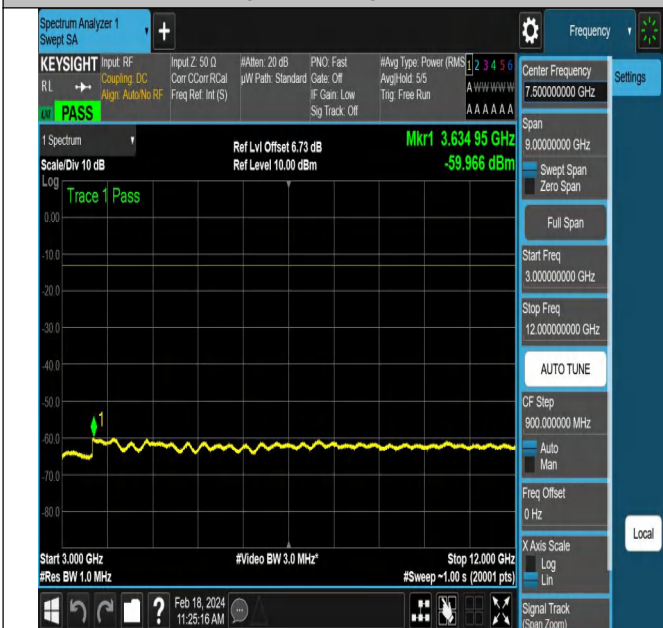 Spectrum Analyzer 1
Swept SA
+
Frequency
KEYSIGHT
Input: RF
Input Z: 50 Ω
#Atten: 20 dB
PNO: Fast
#Avg Type: Power (RMS
1 2 3 4 5 6
RL
Coupling: DC
Corr CCorr RCal
µW Path: Standard
Gate: Off
Avg|Hold: 5/5
A W W W W W
Align: Auto/No RF
Freq Ref: Int (S)
IF Gain: Low
Trig: Free Run
Sig Track: Off
A A A A A A
LXI
PASS
1 Spectrum
Ref Lvl Offset 6.73 dB
Mkr1 3.634 95 GHz
Scale/Div 10 dB
Ref Level 10.00 dBm
-59.966 dBm
Log
Trace 1 Pass
0.00
-10.0
-20.0
-30.0
-40.0
-50.0
1
-60.0
-70.0
-80.0
Start 3.000 GHz
#Video BW 3.0 MHz*
Stop 12.000 GHz
#Res BW 1.0 MHz
#Sweep ~1.00 s (20001 pts)
?
Feb 18, 2024
11:25:16 AM
Center Frequency
7.500000000 GHz
Settings
Span
9.00000000 GHz
Swept Span
Zero Span
Full Span
Start Freq
3.000000000 GHz
Stop Freq
12.000000000 GHz
AUTO TUNE
CF Step
900.000000 MHz
Auto
Man
Freq Offset
0 Hz
Local
X Axis Scale
Log
Lin
Signal Track
(Span Zoom)